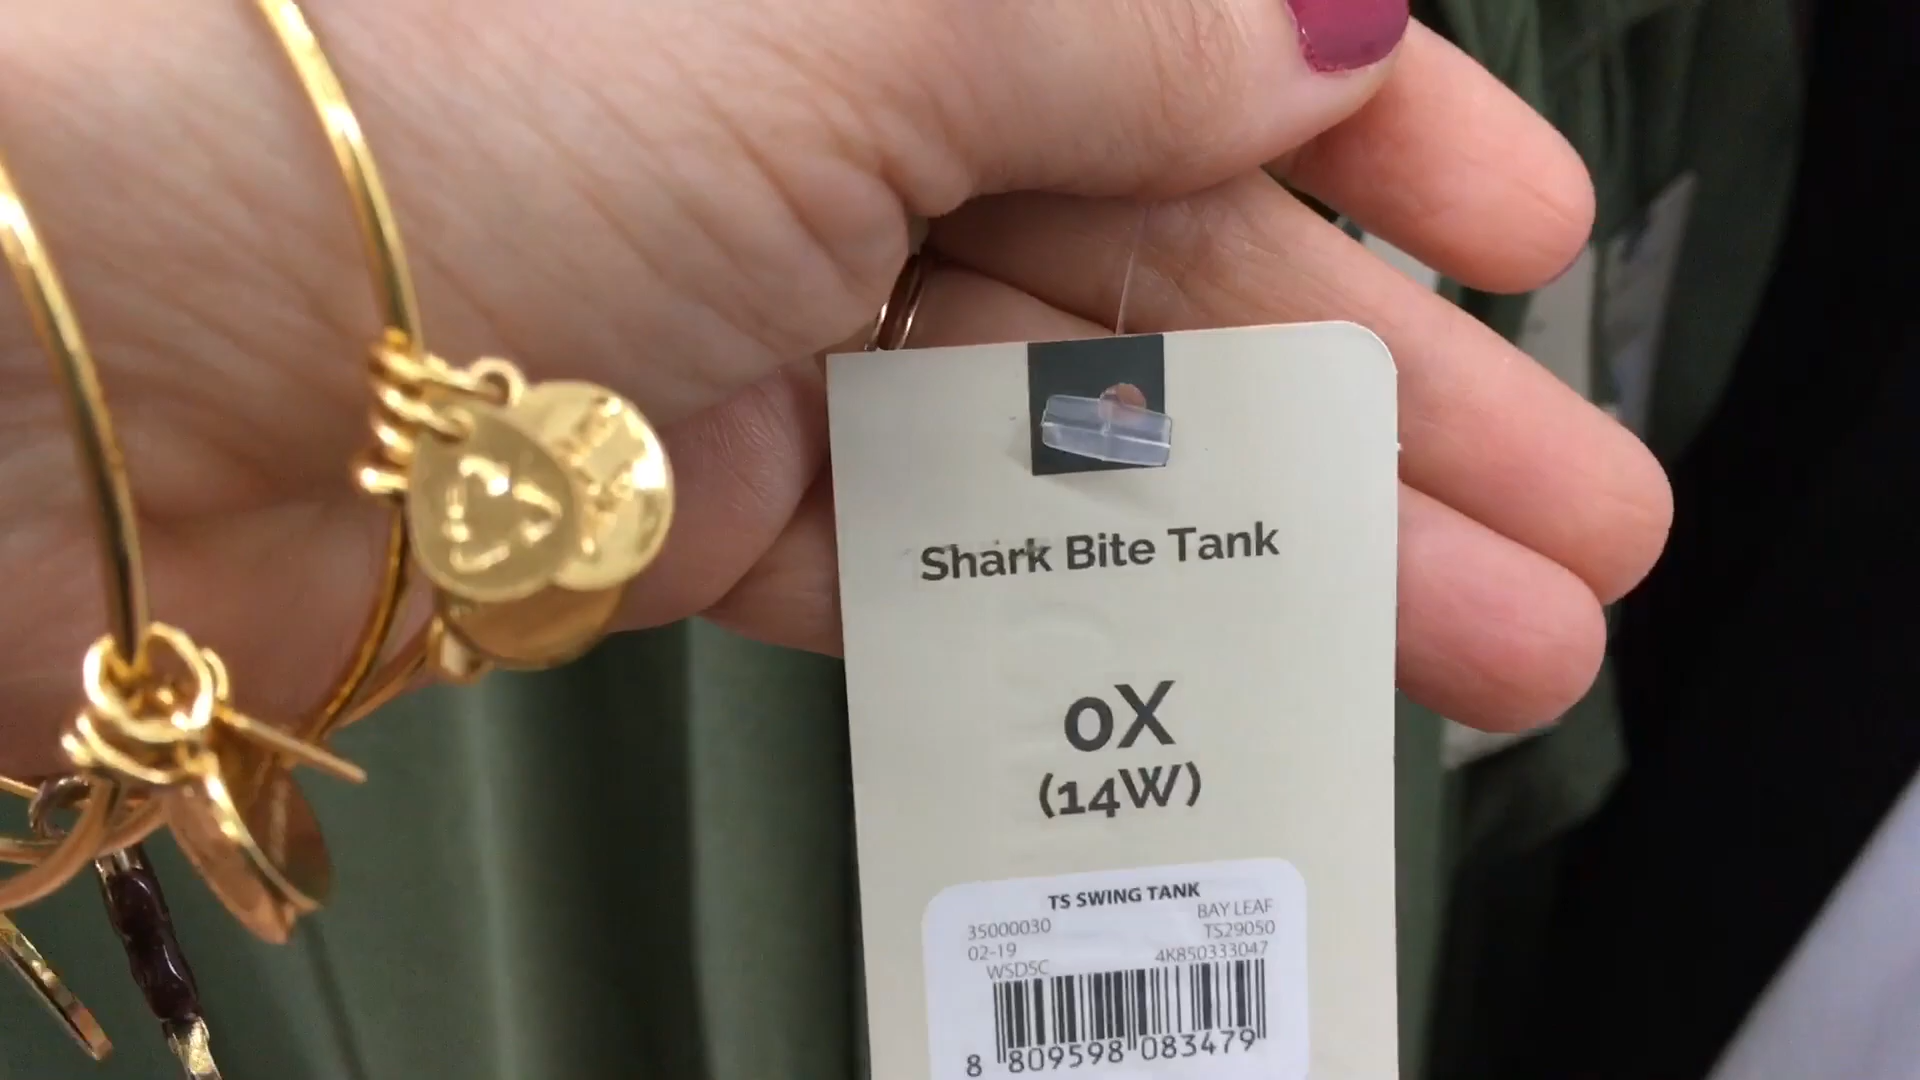 Shark Bite Tank
0X
(14W)
TS SWING TANK
35000030 BAY LEAF
02-19 TS29050
WSDSC 4K850333047
8 809598 083479